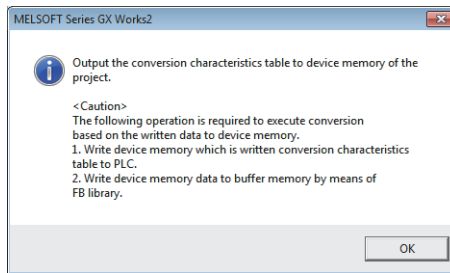 MELSOFT Series GX Works2
Output the conversion characteristics table to device memory of the
project.
<Caution>
The following operation is required to execute conversion
based on the written data to device memory.
1. Write device memory which is written conversion characteristics
table to PLC.
2. Write device memory data to buffer memory by means of
FB library.
OK